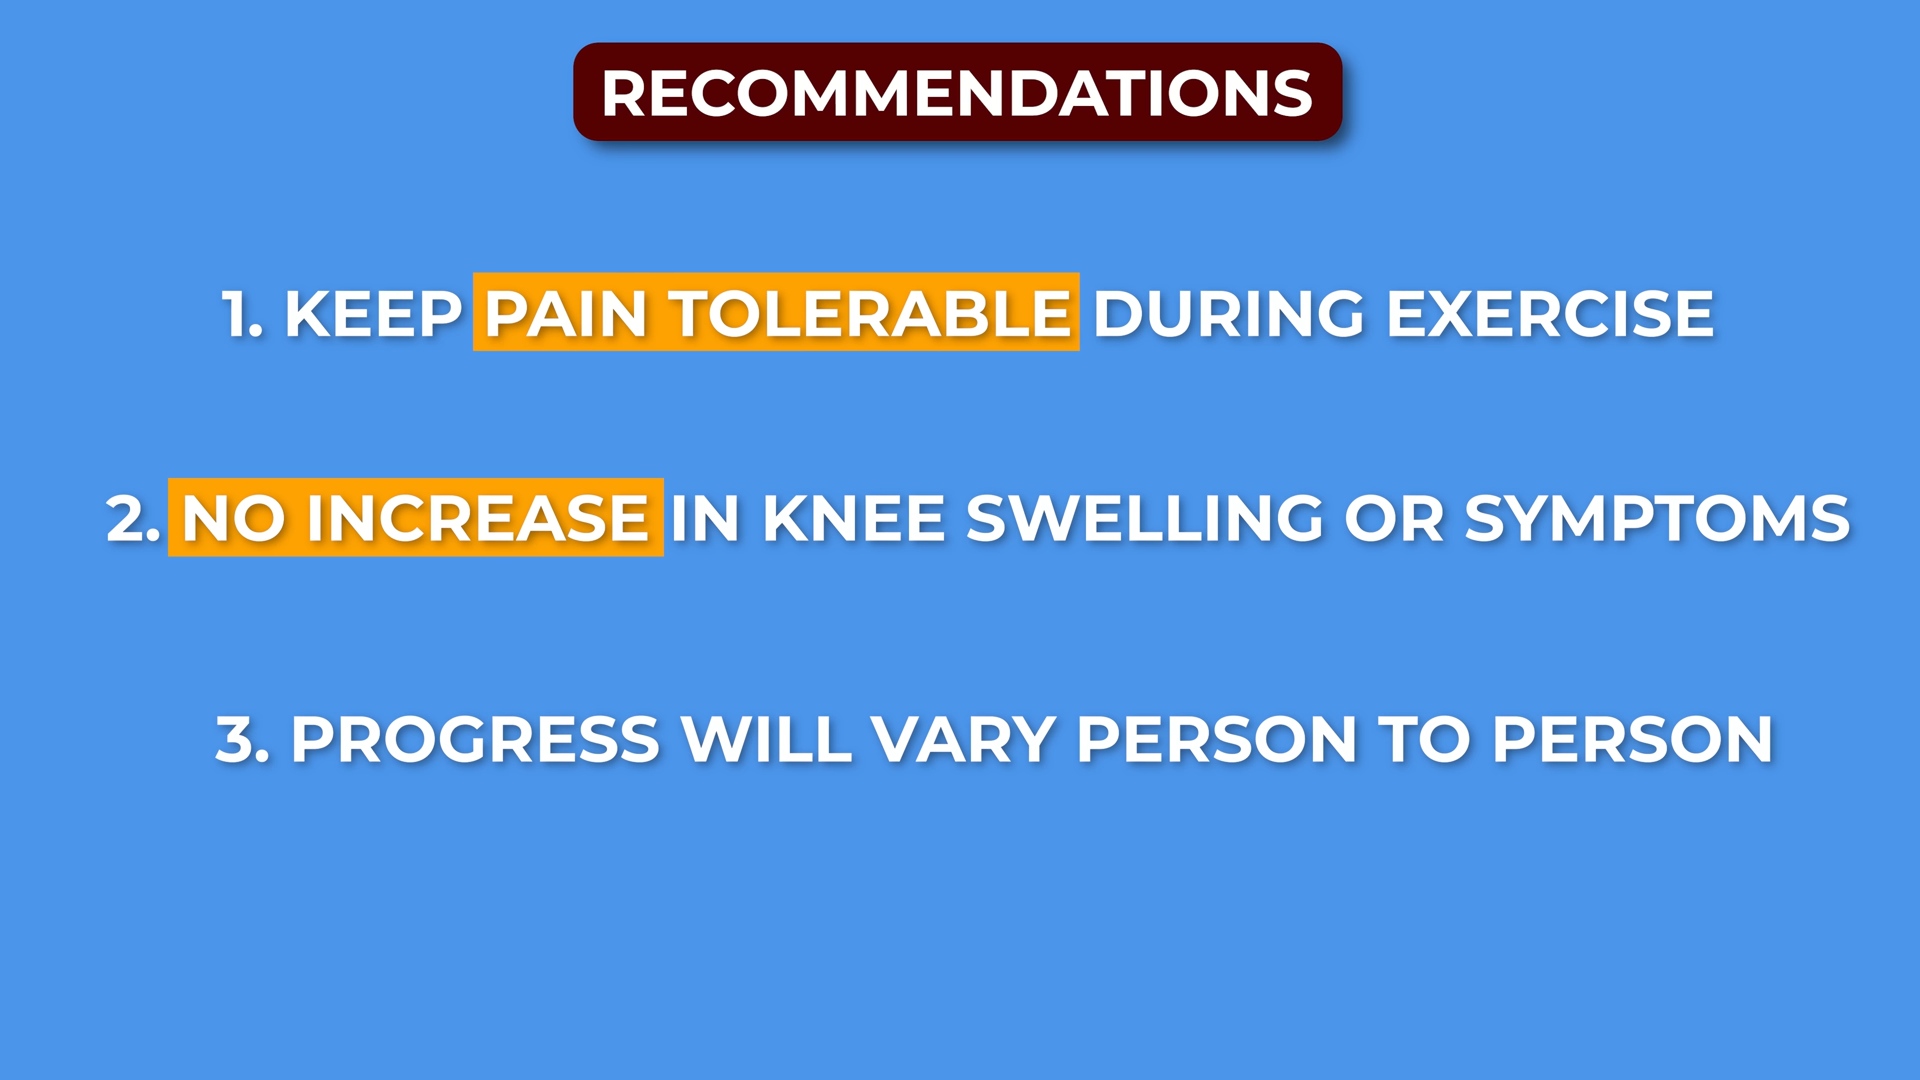 RECOMMENDATIONS
1. KEEP PAIN TOLERABLE DURING EXERCISE
2. NO INCREASE IN KNEE SWELLING OR SYMPTOMS
3. PROGRESS WILL VARY PERSON TO PERSON